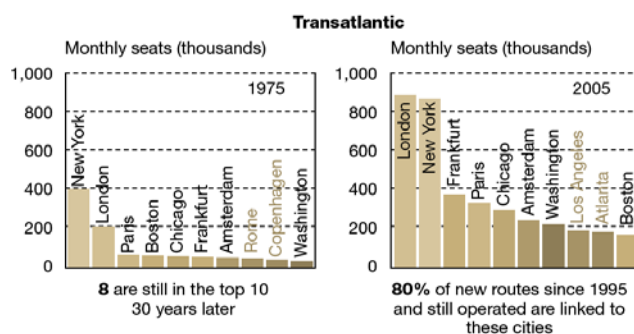 Transatlantic
Monthly seats (thousands)
1975
1,000
800
600
400
200
0
New York
London
Paris
Boston
Chicago
Frankfurt
Amsterdam
Rome
Copenhagen
Washington
8 are still in the top 10
30 years later
Monthly seats (thousands)
2005
1,000
800
600
400
200
0
London
New York
Frankfurt
Paris
Chicago
Amsterdam
Washington
Los Angeles
Atlanta
Boston
80% of new routes since 1995
and still operated are linked to
these cities